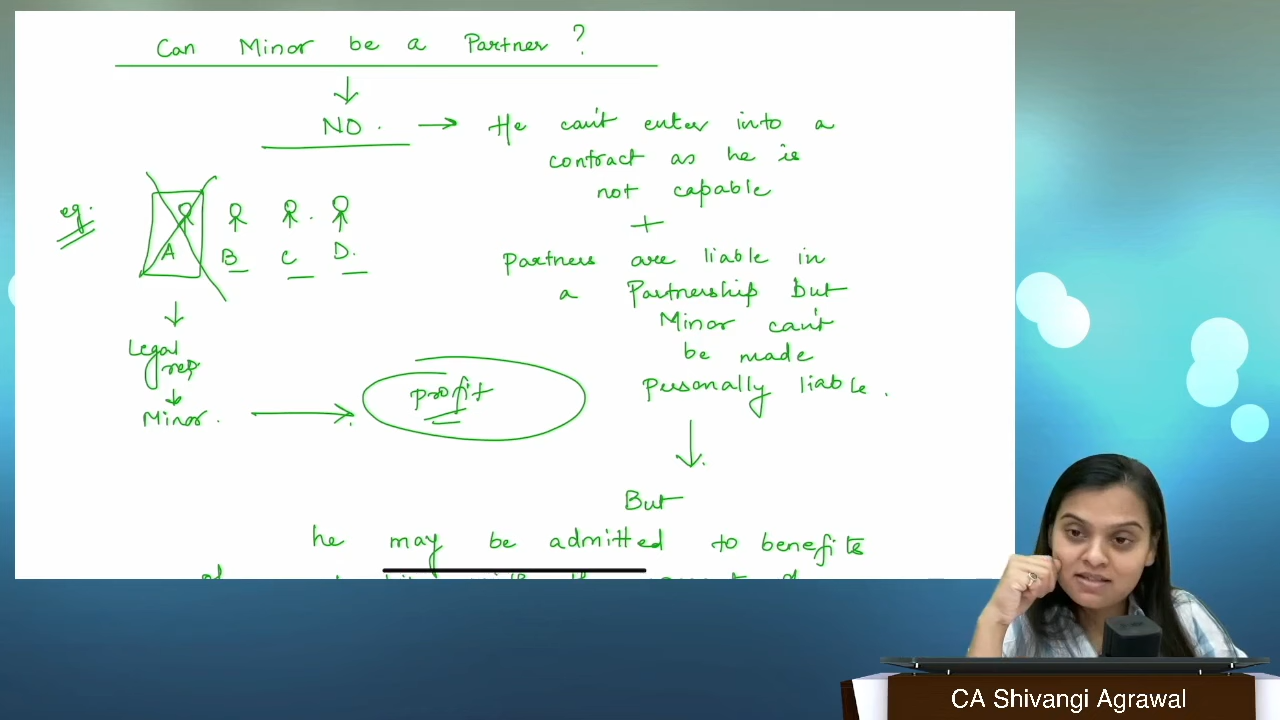 Can Minor be a Partner ?
NO. → He can't enter into a
contract as he is
not capable
+
eg.
A B C D.
Partners are liable in
a Partnership But
Minor can't
be made
personally liable.
Legal
rep
Minor. → profit
But
he may be admitted to benefits
CA Shivangi Agrawal